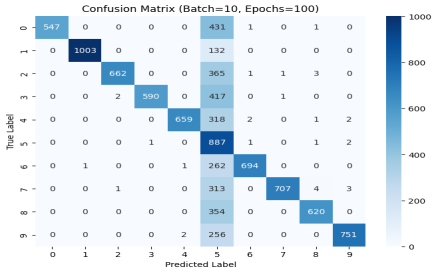 Confusion Matrix (Batch=10, Epochs=100)
0 547 0 0 0 0 431 1 0 1 0
1 0 1003 0 0 0 132 0 0 0 0
2 0 0 662 0 0 365 1 1 3 0
3 0 0 2 590 0 417 0 1 0 0
4 0 0 0 0 659 318 2 0 1 2
5 0 0 0 1 0 887 1 0 1 2
6 0 1 0 0 1 262 694 0 0 0
7 0 0 1 0 0 313 0 707 4 3
8 0 0 0 0 0 354 0 0 620 0
9 0 0 0 0 2 256 0 0 0 751
0 1 2 3 4 5 6 7 8 9
Predicted Label
True Label
1000
800
600
400
200
0